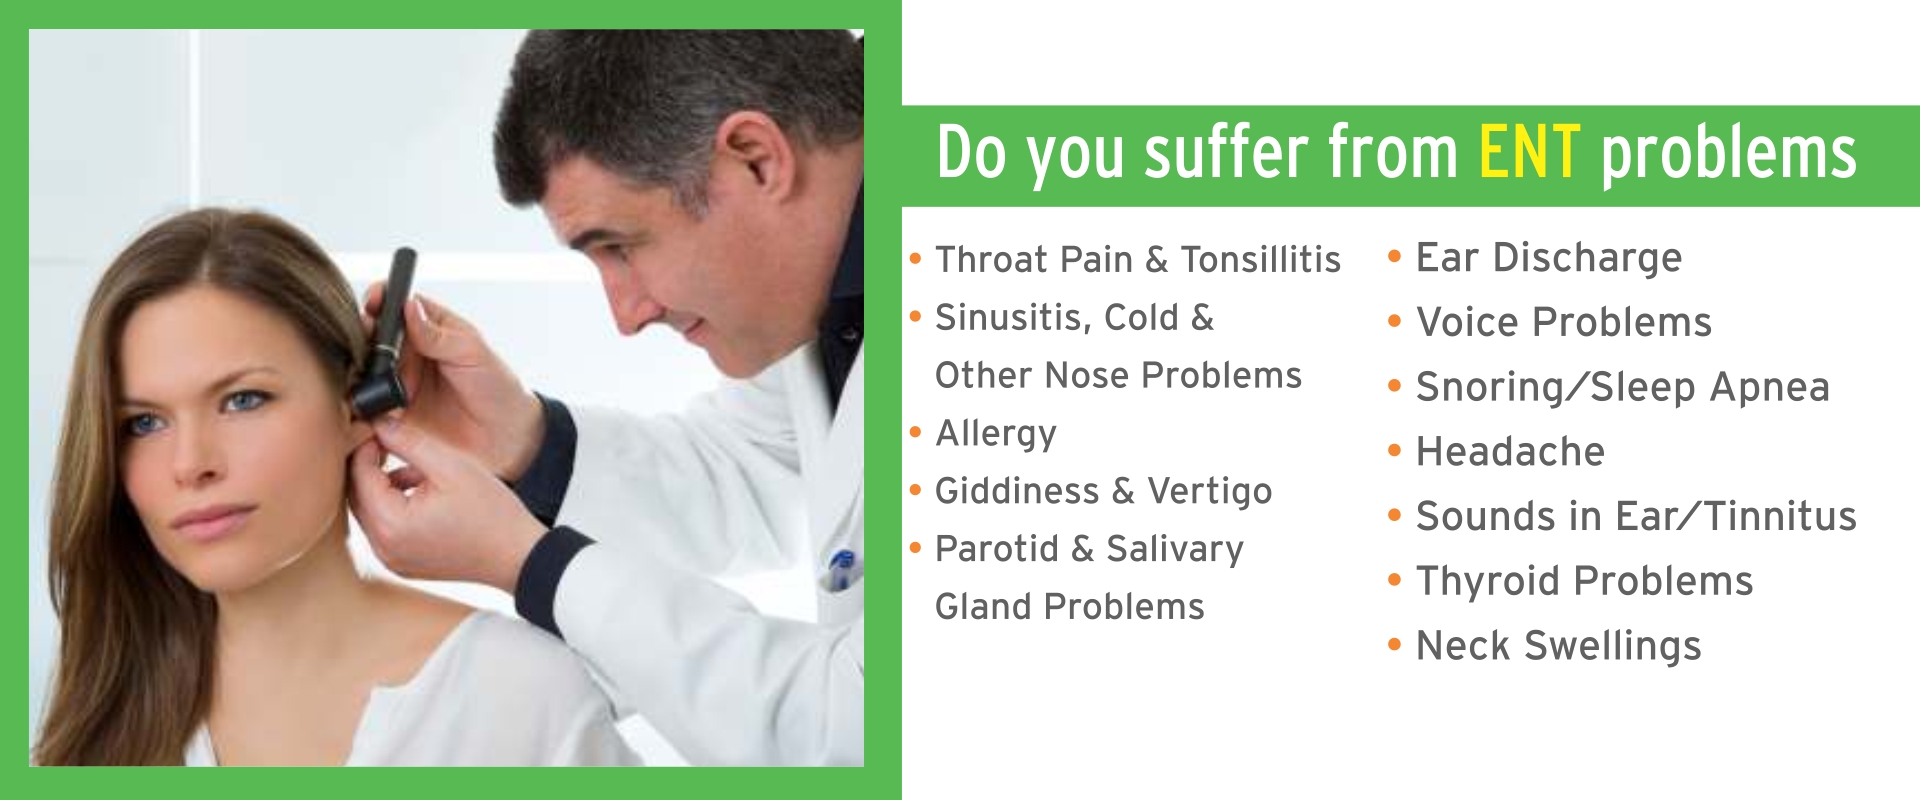 Do you suffer from ENT problems
• Throat Pain & Tonsillitis
• Sinusitis, Cold &
Other Nose Problems
• Allergy
• Giddiness & Vertigo
• Parotid & Salivary
Gland Problems
• Ear Discharge
• Voice Problems
• Snoring/Sleep Apnea
• Headache
• Sounds in Ear/Tinnitus
• Thyroid Problems
• Neck Swellings